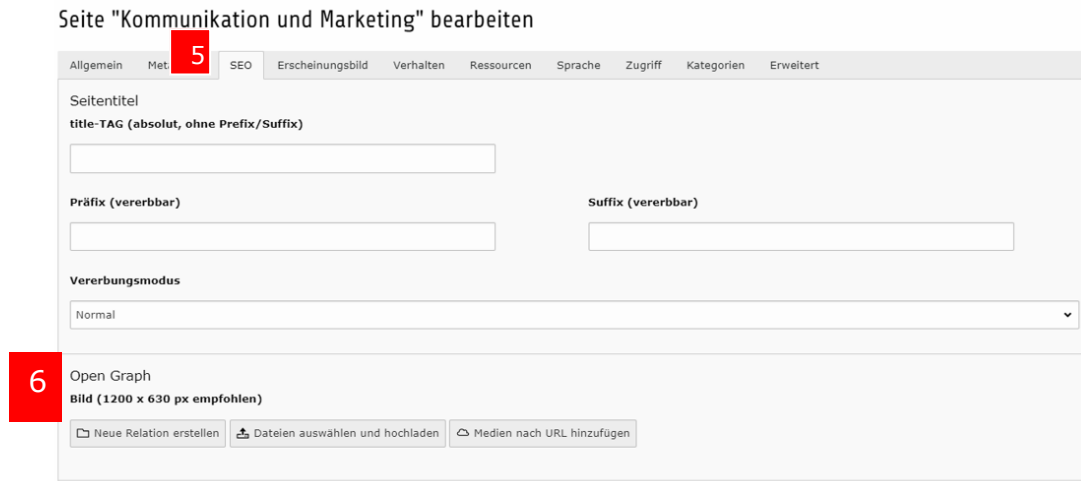 Seite "Kommunikation und Marketing" bearbeiten
5
Allgemein SEO Erscheinungsbild Verhalten Ressourcen Sprache Zugriff Kategorien Erweitert
Seitentitel
title-TAG (absolut, ohne Prefix/Suffix)
Präfix (vererbbar) Suffix (vererbbar)
Vererbungsmodus
Normal
6
Open Graph
Bild (1200 x 630 px empfohlen)
Neue Relation erstellen Dateien auswählen und hochladen Medien nach URL hinzufügen